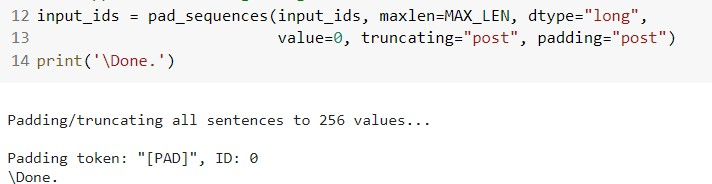 12 input_ids = pad_sequences(input_ids, maxlen=MAX_LEN, dtype="long",
13                           value=0, truncating="post", padding="post")
14 print('\Done.')
Padding/truncating all sentences to 256 values...
Padding token: "[PAD]", ID: 0
\Done.